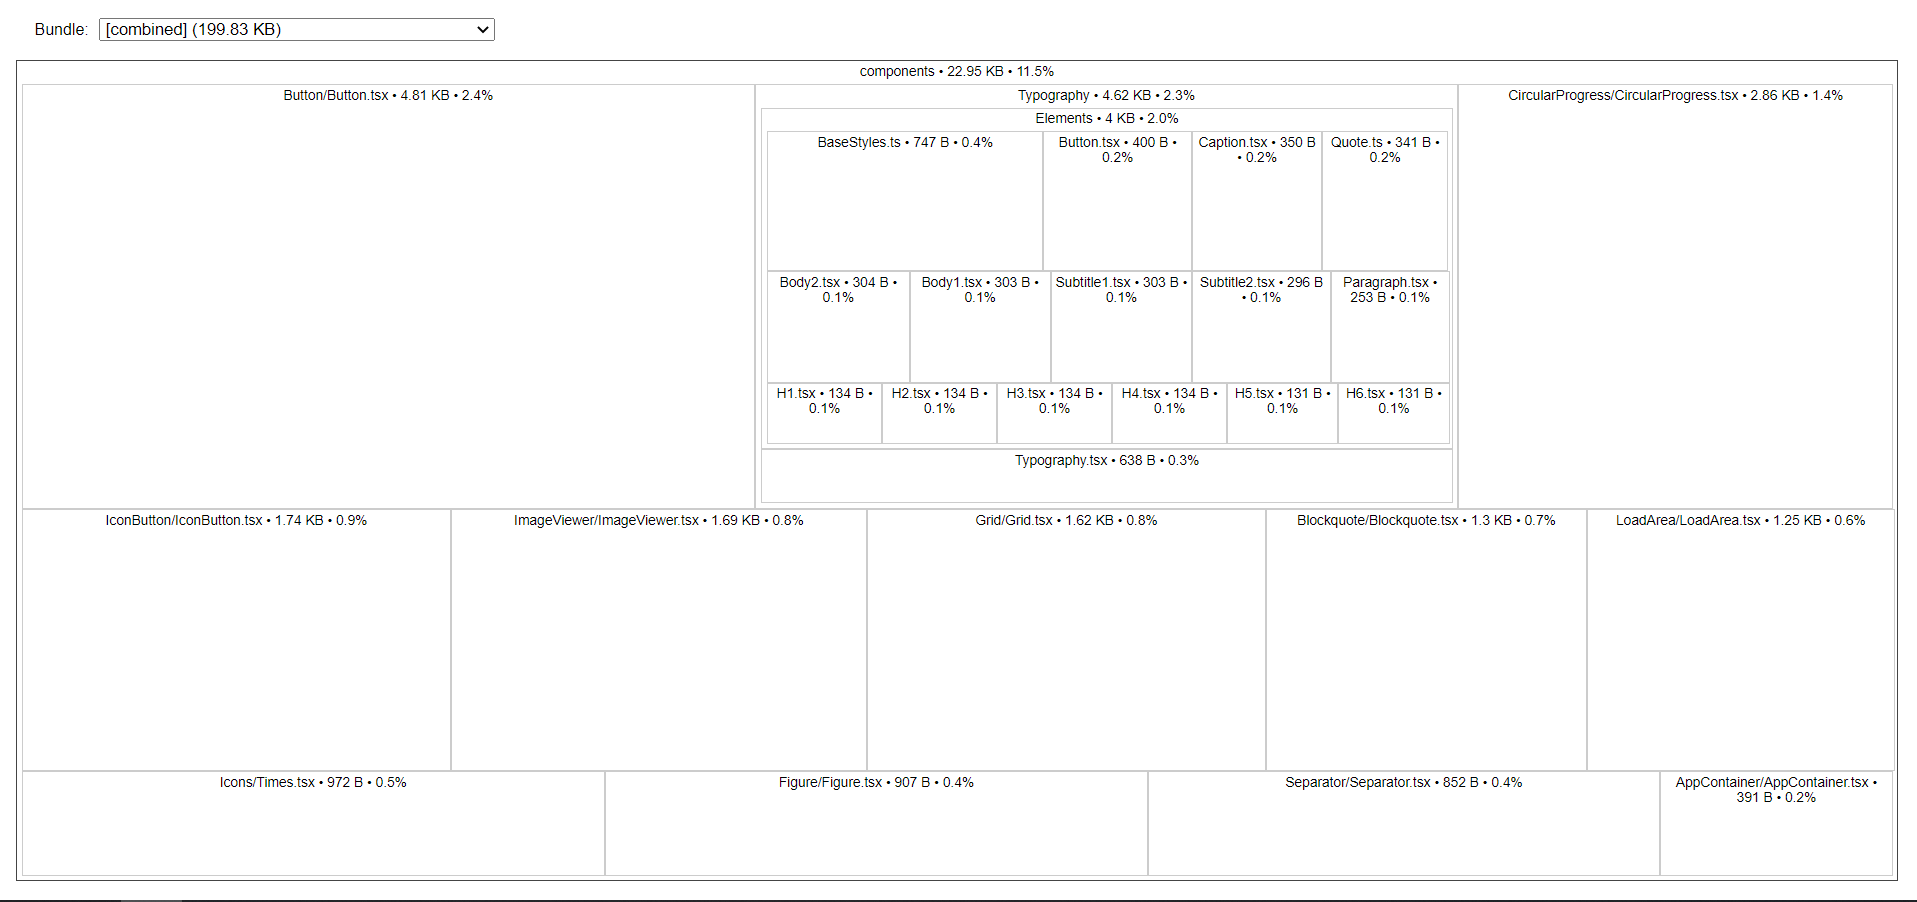 Bundle: [combined] (199.83 KB)
components • 22.95 KB • 11.5%
Button/Button.tsx • 4.81 KB • 2.4%
Typography • 4.62 KB • 2.3%
CircularProgress/CircularProgress.tsx • 2.86 KB • 1.4%
Elements • 4 KB • 2.0%
BaseStyles.ts • 747 B • 0.4%
Button.tsx • 400 B •
0.2%
Caption.tsx • 350 B
• 0.2%
Quote.ts • 341 B •
0.2%
Body2.tsx • 304 B •
0.1%
Body1.tsx • 303 B •
0.1%
Subtitle1.tsx • 303 B •
0.1%
Subtitle2.tsx • 296 B
• 0.1%
Paragraph.tsx •
253 B • 0.1%
H1.tsx • 134 B •
0.1%
H2.tsx • 134 B •
0.1%
H3.tsx • 134 B •
0.1%
H4.tsx • 134 B •
0.1%
H5.tsx • 131 B •
0.1%
H6.tsx • 131 B •
0.1%
Typography.tsx • 638 B • 0.3%
IconButton/IconButton.tsx • 1.74 KB • 0.9%
ImageViewer/ImageViewer.tsx • 1.69 KB • 0.8%
Grid/Grid.tsx • 1.62 KB • 0.8%
Blockquote/Blockquote.tsx • 1.3 KB • 0.7%
LoadArea/LoadArea.tsx • 1.25 KB • 0.6%
Icons/Times.tsx • 972 B • 0.5%
Figure/Figure.tsx • 907 B • 0.4%
Separator/Separator.tsx • 852 B • 0.4%
AppContainer/AppContainer.tsx •
391 B • 0.2%